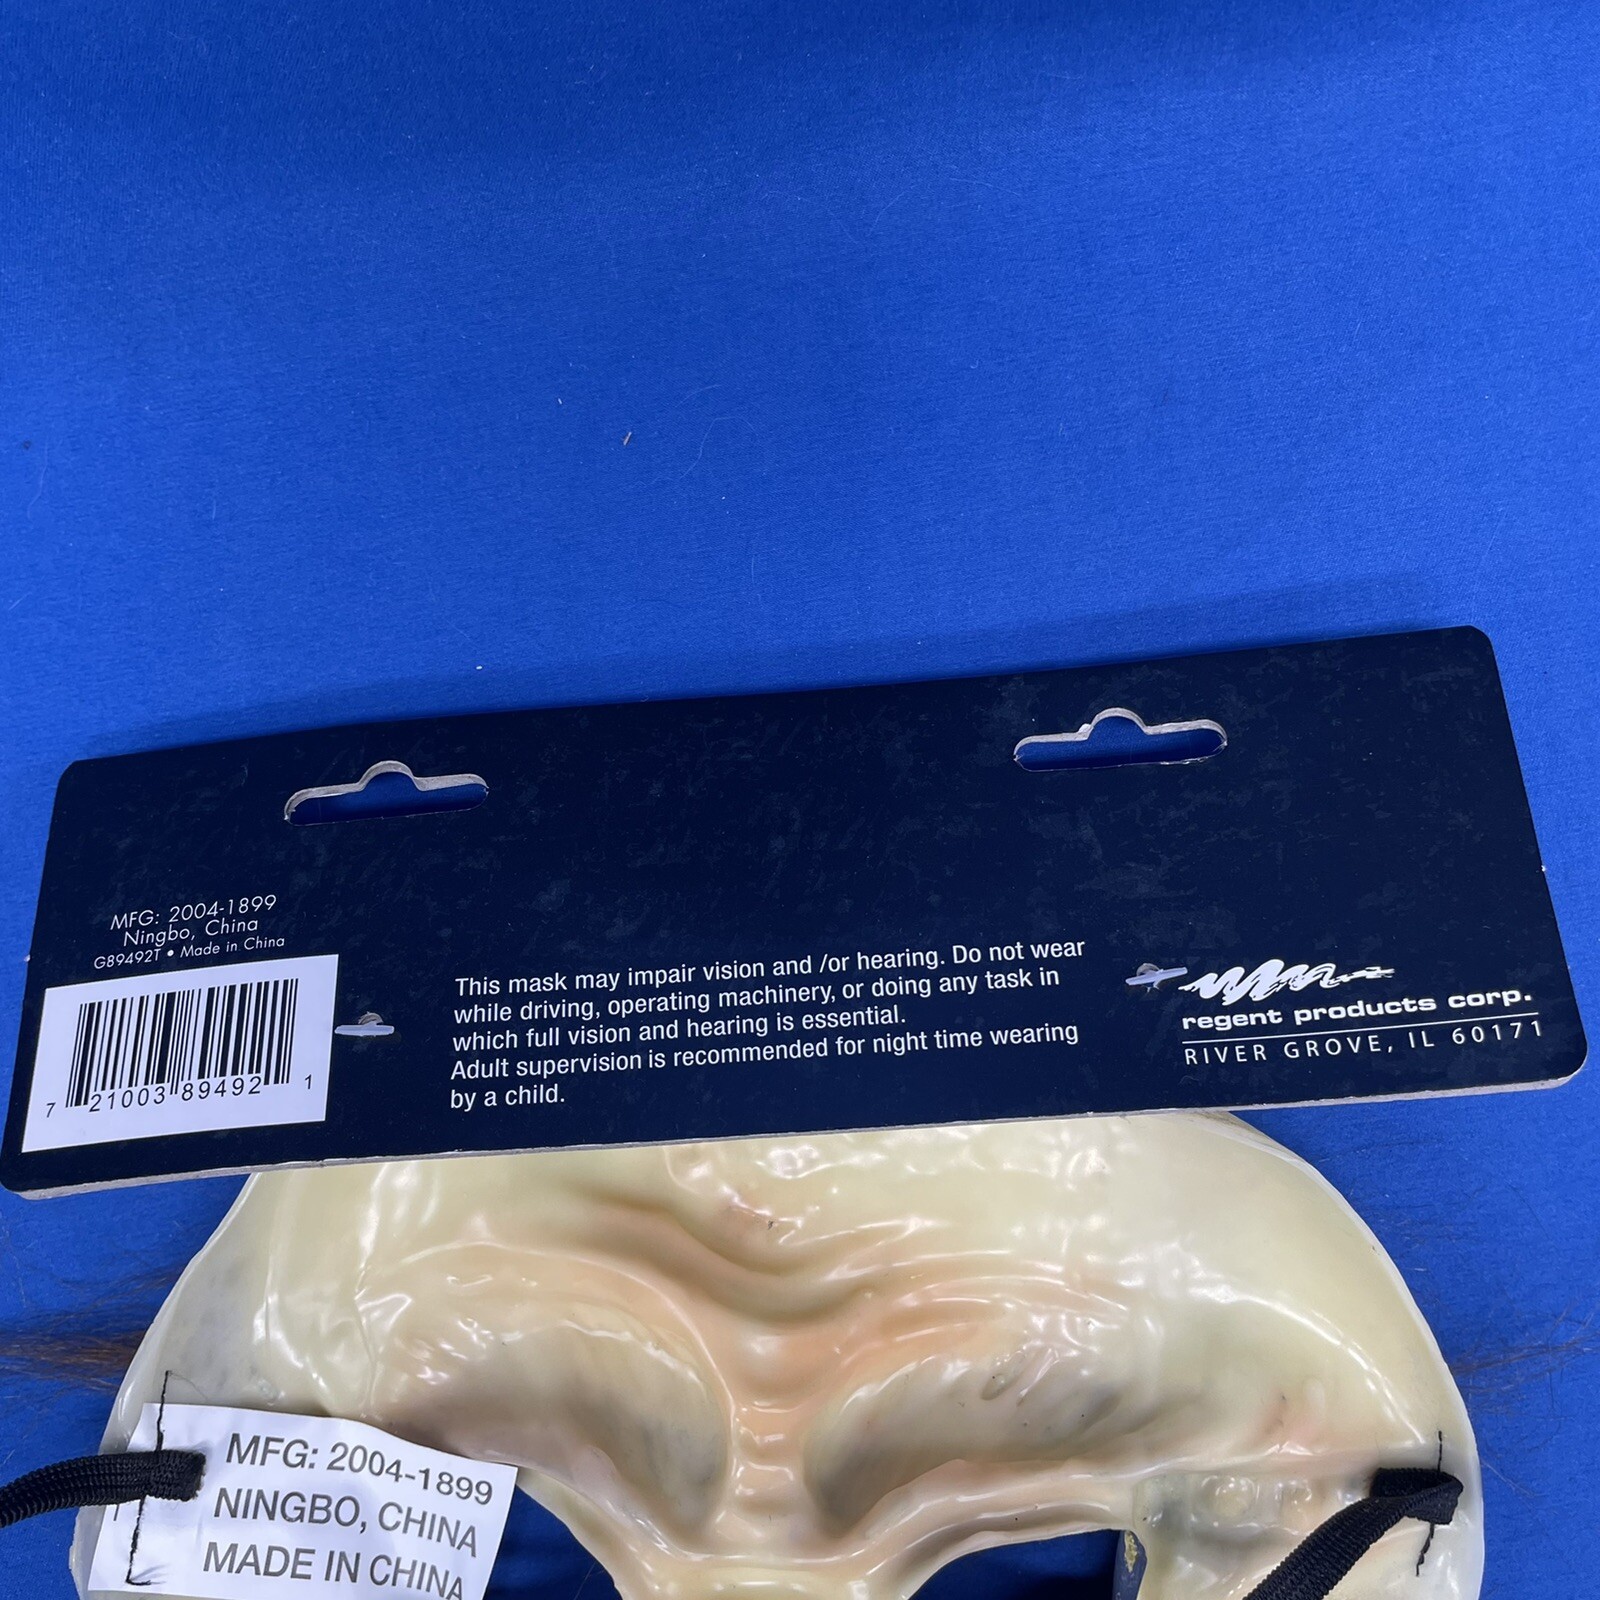 MFG: 2004-1899
Ningbo, China
G89492T • Made in China
7 21003 89492 1
This mask may impair vision and /or hearing. Do not wear
while driving, operating machinery, or doing any task in
which full vision and hearing is essential.
Adult supervision is recommended for night time wearing
by a child.
regent products corp.
RIVER GROVE, IL 60171
MFG: 2004-1899
NINGBO, CHINA
MADE IN CHINA